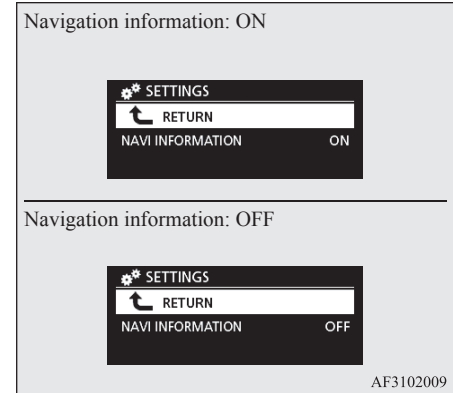 Navigation information: ON
SETTINGS
RETURN
NAVI INFORMATION ON
Navigation information: OFF
SETTINGS
RETURN
NAVI INFORMATION OFF
AF3102009